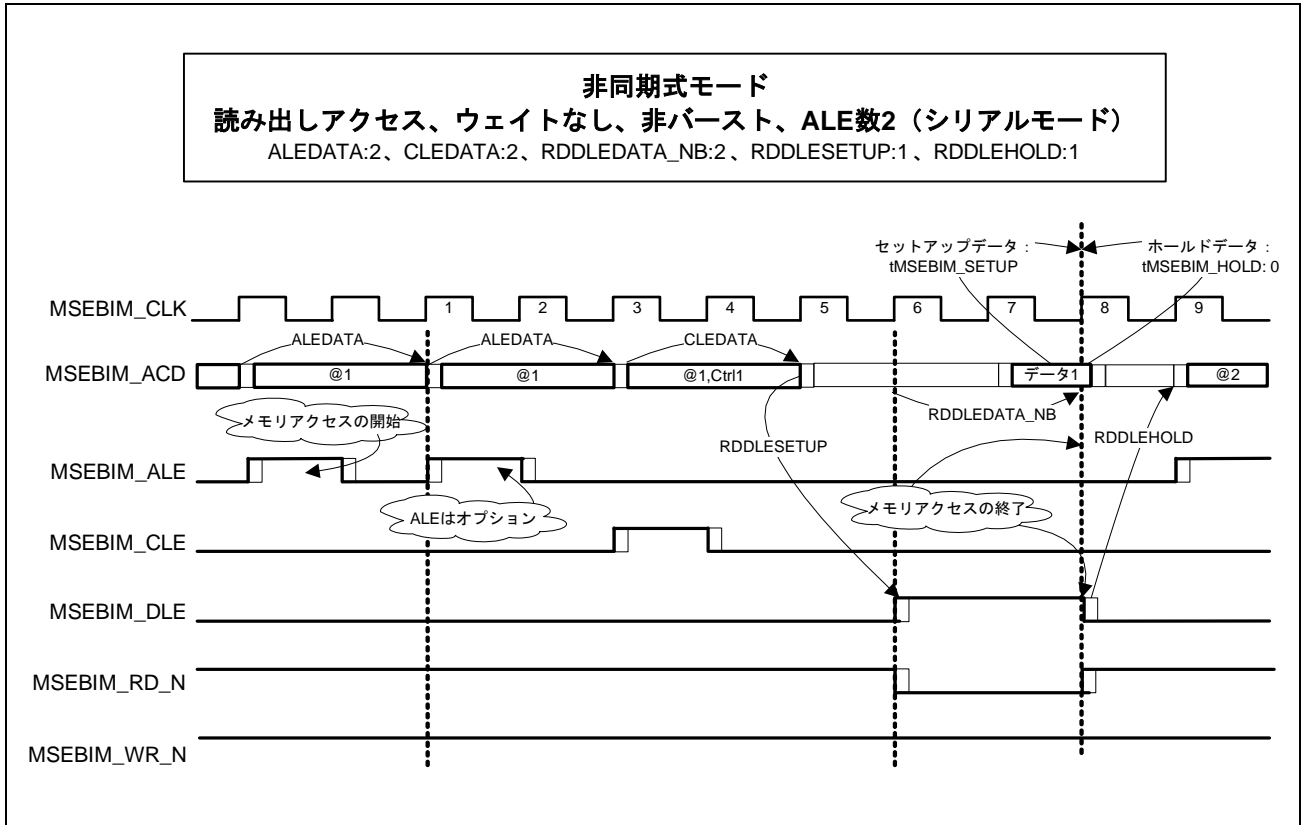 非同期式モード
読み出しアクセス、ウェイトなし、非バースト、ALE数2（シリアルモード）
ALEDATA:2、CLEDATA:2、RDDLEDATA_NB:2、RDDLESETUP:1、RDDLEHOLD:1
セットアップデータ：
tMSEBIM_SETUP
ホールドデータ：
tMSEBIM_HOLD: 0
MSEBIM_CLK
1 2 3 4 5 6 7 8 9
ALEDATA ALEDATA CLEDATA
MSEBIM_ACD
@1 @1 @1,Ctrl1 データ1 @2
RDDLEDATA_NB
メモリアクセスの開始
RDDLESETUP
RDDLEHOLD
MSEBIM_ALE
ALEはオプション
メモリアクセスの終了
MSEBIM_CLE
MSEBIM_DLE
MSEBIM_RD_N
MSEBIM_WR_N